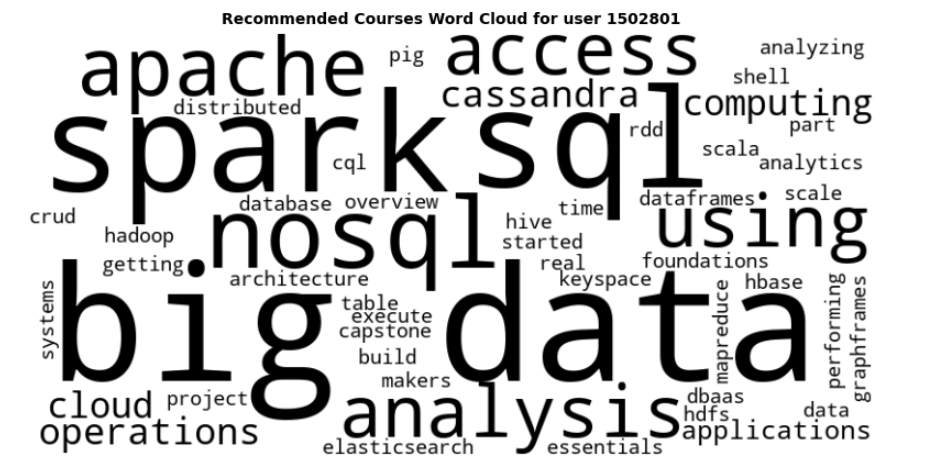 Recommended Courses Word Cloud for user 1502801
apache
pig
access
analyzing
shell
distributed
cassandra
computing
spark
sql
rdd
part
cql
scala
analytics
database
overview
time
dataframes
scale
crud
nosql
hive
using
hadoop
started
getting
real
foundations
architecture
keyspace
hbase
systems
big data
table
execute
capstone
mapreduce
performing
graphframes
build
makers
cloud
project
analysis
dbaas
hdfs
data
operations
applications
elasticsearch
essentials